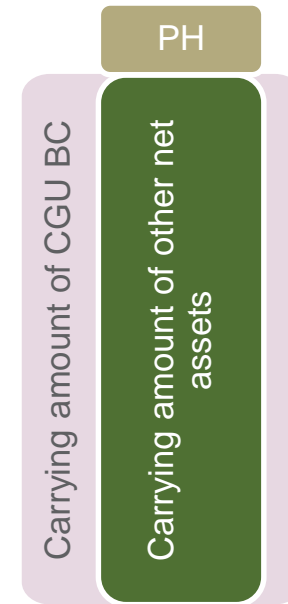 PH
Carrying amount of CGU BC
Carrying amount of other net
assets